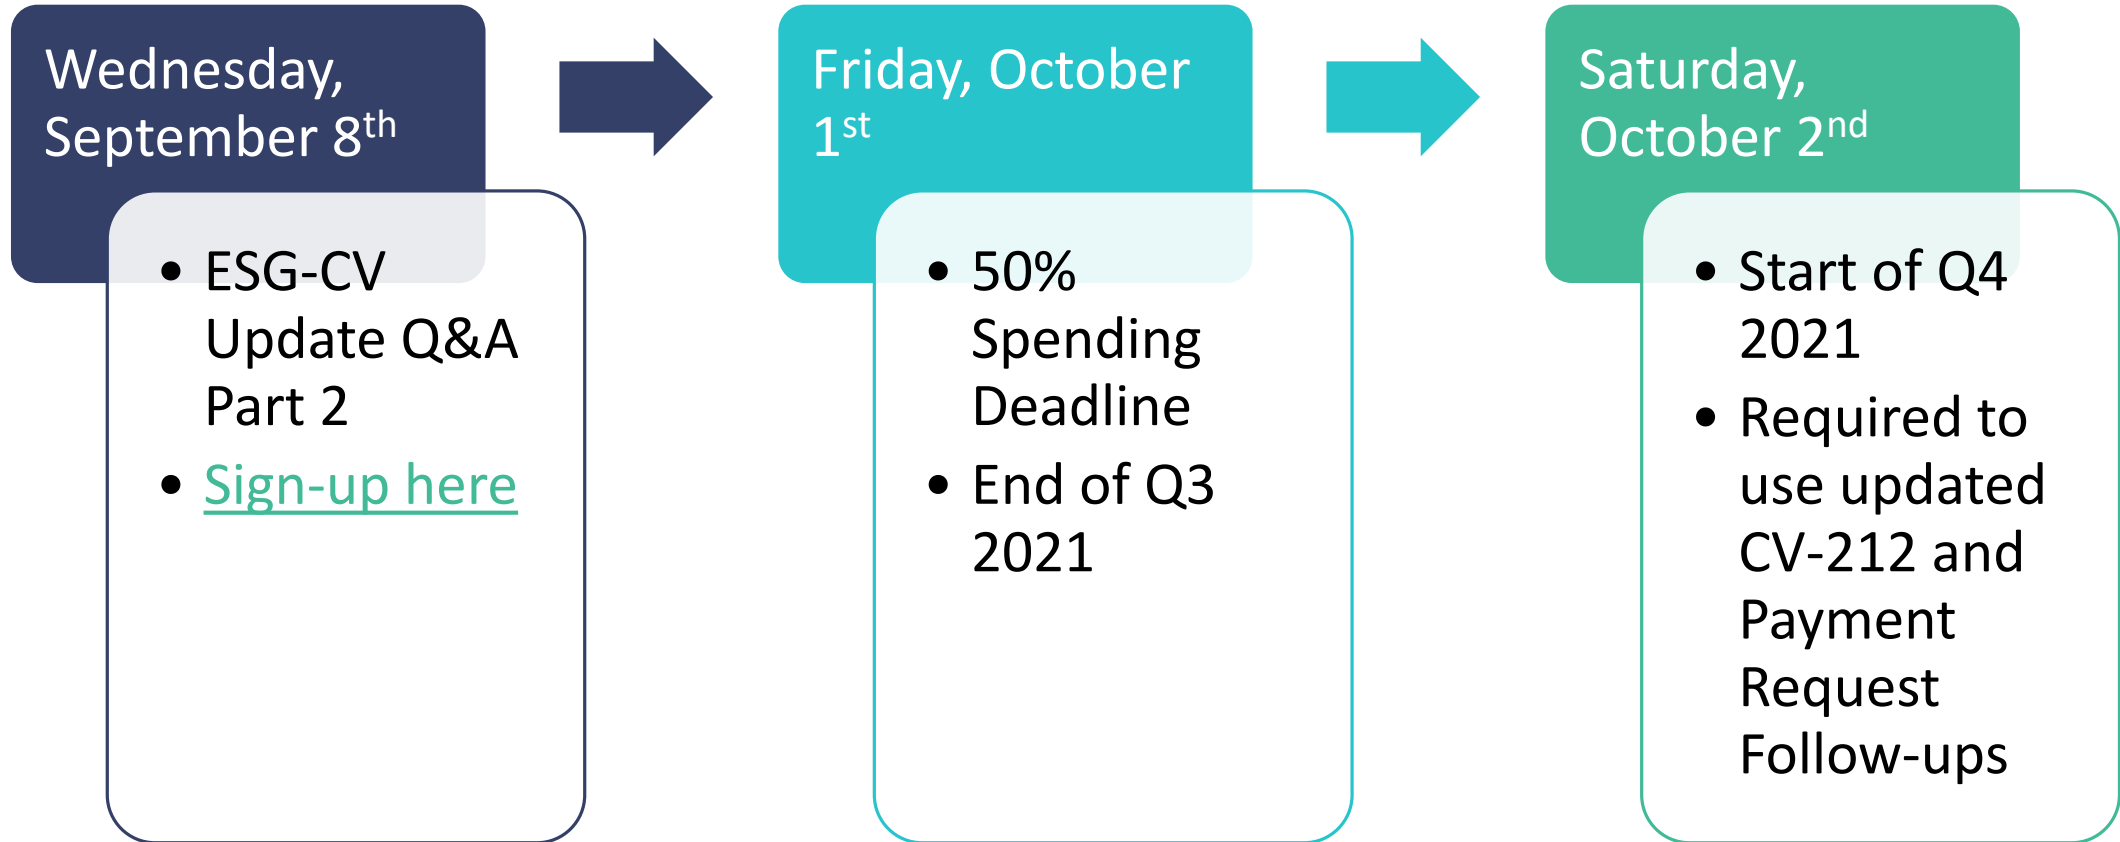 Wednesday,
September 8th
• ESG-CV
Update Q&A
Part 2
• Sign-up here
Friday, October
1st
• 50%
Spending
Deadline
• End of Q3
2021
Saturday,
October 2nd
• Start of Q4
2021
• Required to
use updated
CV-212 and
Payment
Request
Follow-ups